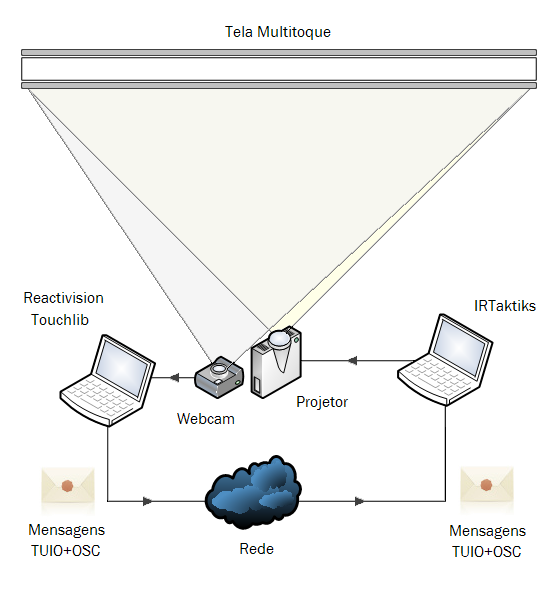 Tela Multitoque
Reactivision
Touchlib
IRTaktiks
Webcam
Projetor
Mensagens
TUIO+OSC
Rede
Mensagens
TUIO+OSC